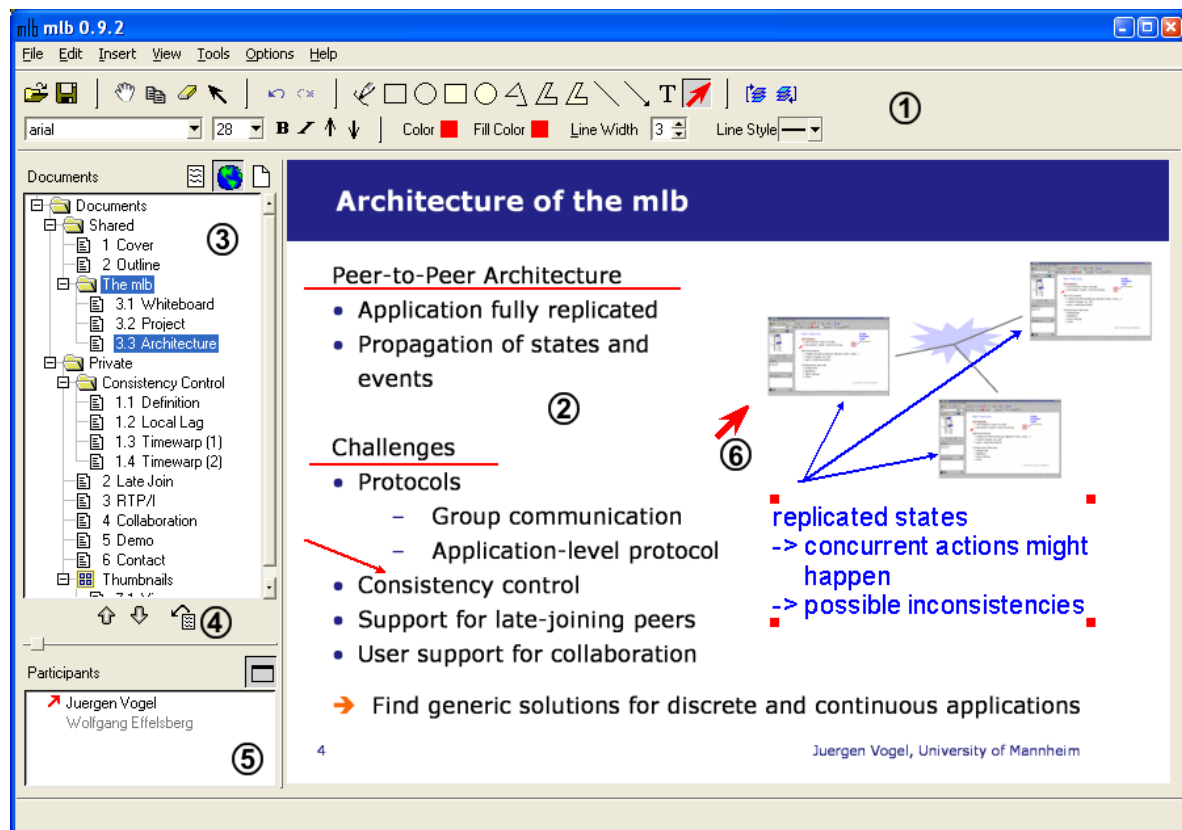 mlb mlb 0.9.2
File Edit Insert View Tools Options Help
T
①
arial 28 B I Color Fill Color Line Width 3 Line Style
Documents
Documents
Shared
③
1 Cover
2 Outline
The mlb
3.1 Whiteboard
3.2 Project
3.3 Architecture
Private
Consistency Control
1.1 Definition
1.2 Local Lag
1.3 Timewarp (1)
1.4 Timewarp (2)
2 Late Join
3 RTP/I
4 Collaboration
5 Demo
6 Contact
Thumbnails
④
Participants
Juergen Vogel
Wolfgang Effelsberg
⑤
Architecture of the mlb
Peer-to-Peer Architecture
• Application fully replicated
• Propagation of states and
events
②
⑥
Challenges
• Protocols
– Group communication
– Application-level protocol
• Consistency control
• Support for late-joining peers
• User support for collaboration
replicated states
-> concurrent actions might
happen
-> possible inconsistencies
➔ Find generic solutions for discrete and continuous applications
4
Juergen Vogel, University of Mannheim